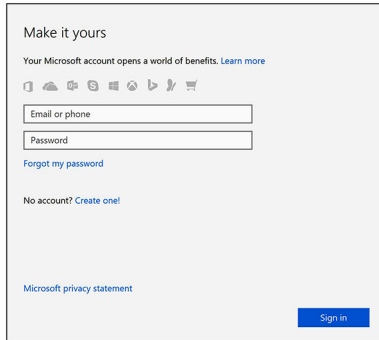 Make it yours
Your Microsoft account opens a world of benefits. Learn more
Email or phone
Password
Forgot my password
No account? Create one!
Microsoft privacy statement
Sign in